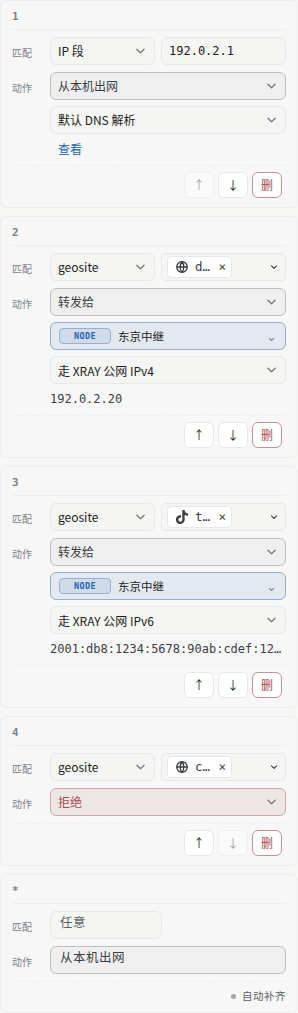 1
匹配 IP 段 192.0.2.1
动作 从本机出网
默认 DNS 解析
查看
↑ ↓ 删
2
匹配 geosite d… ×
动作 转发给
NODE 东京中继
走 XRAY 公网 IPv4
192.0.2.20
↑ ↓ 删
3
匹配 geosite t… ×
动作 转发给
NODE 东京中继
走 XRAY 公网 IPv6
2001:db8:1234:5678:90ab:cdef:12…
↑ ↓ 删
4
匹配 geosite c… ×
动作 拒绝
↑ ↓ 删
*
匹配 任意
动作 从本机出网
自动补齐